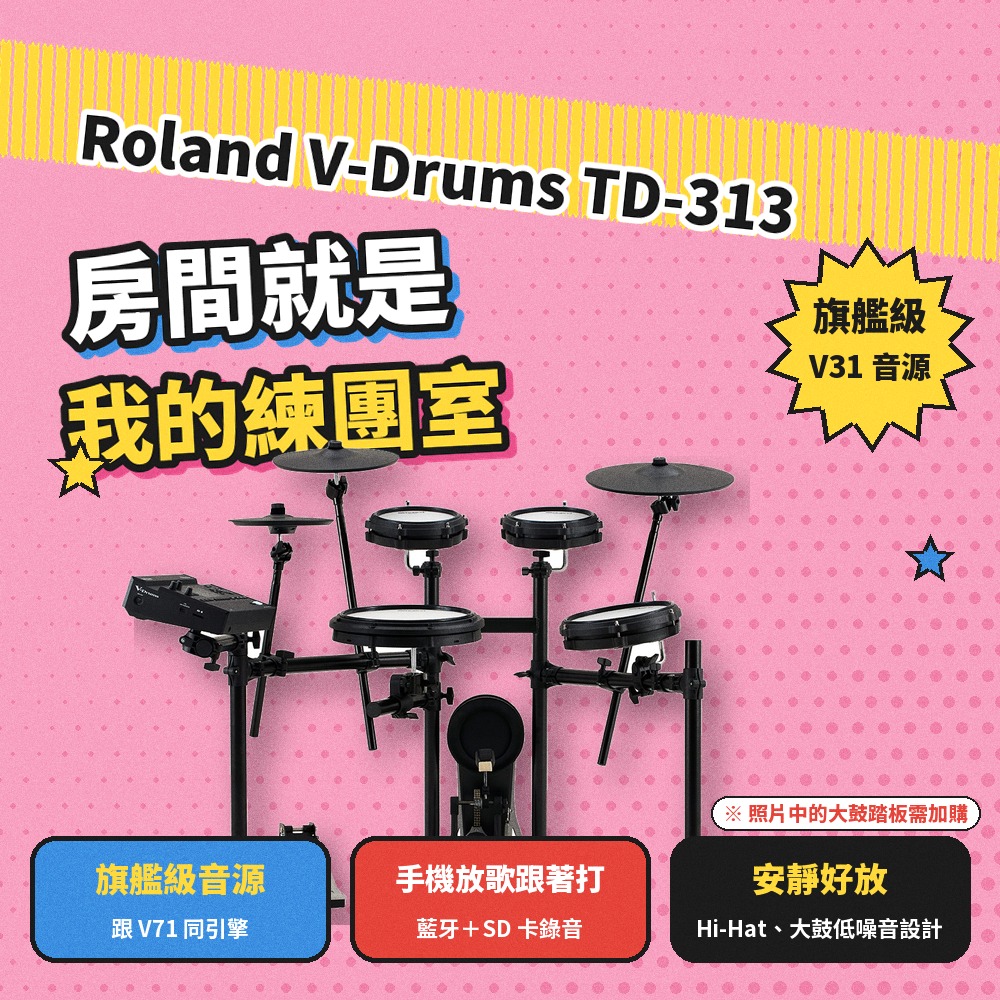 Roland V-Drums TD-313
房間就是
我的練團室
旗艦級
V31 音源
V-Drums
※ 照片中的大鼓踏板需加購
旗艦級音源
跟 V71 同引擎
手機放歌跟著打
藍牙＋SD 卡錄音
安靜好放
Hi-Hat、大鼓低噪音設計